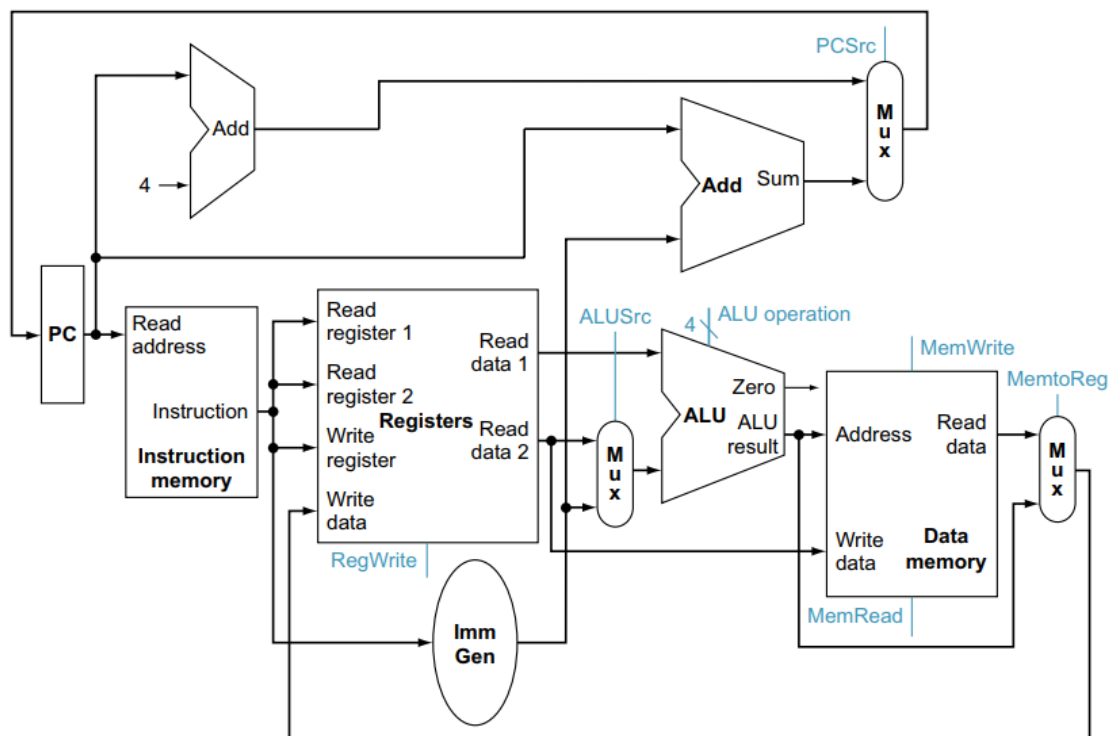 PCSrc
Add
4
M
u
x
Add
Sum
PC
Read
address
Instruction
Instruction
memory
Read
register 1
Read
register 2
Registers
Write
register
Write
data
Read
data 1
Read
data 2
RegWrite
Imm
Gen
ALUSrc
M
u
x
4
ALU operation
Zero
ALU
ALU
result
MemWrite
Address
Read
data
Write
data
Data
memory
MemRead
MemtoReg
M
u
x